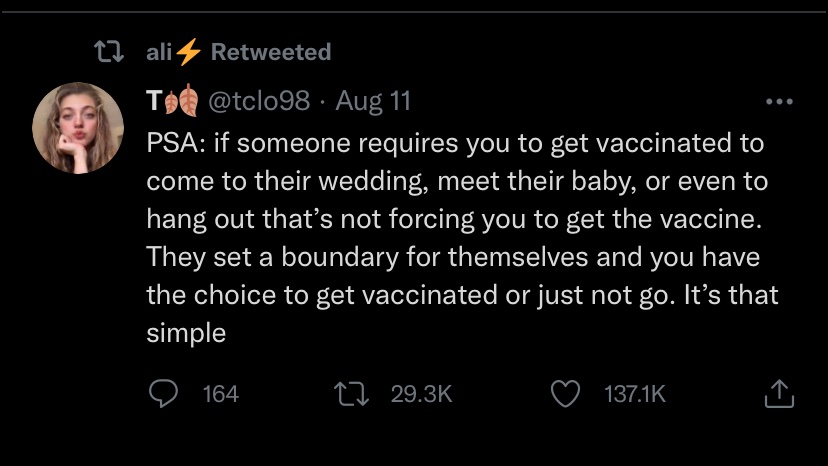 ali⚡ Retweeted
T🍂🍂 @tclo98 · Aug 11
PSA: if someone requires you to get vaccinated to
come to their wedding, meet their baby, or even to
hang out that’s not forcing you to get the vaccine.
They set a boundary for themselves and you have
the choice to get vaccinated or just not go. It’s that
simple
164 29.3K 137.1K